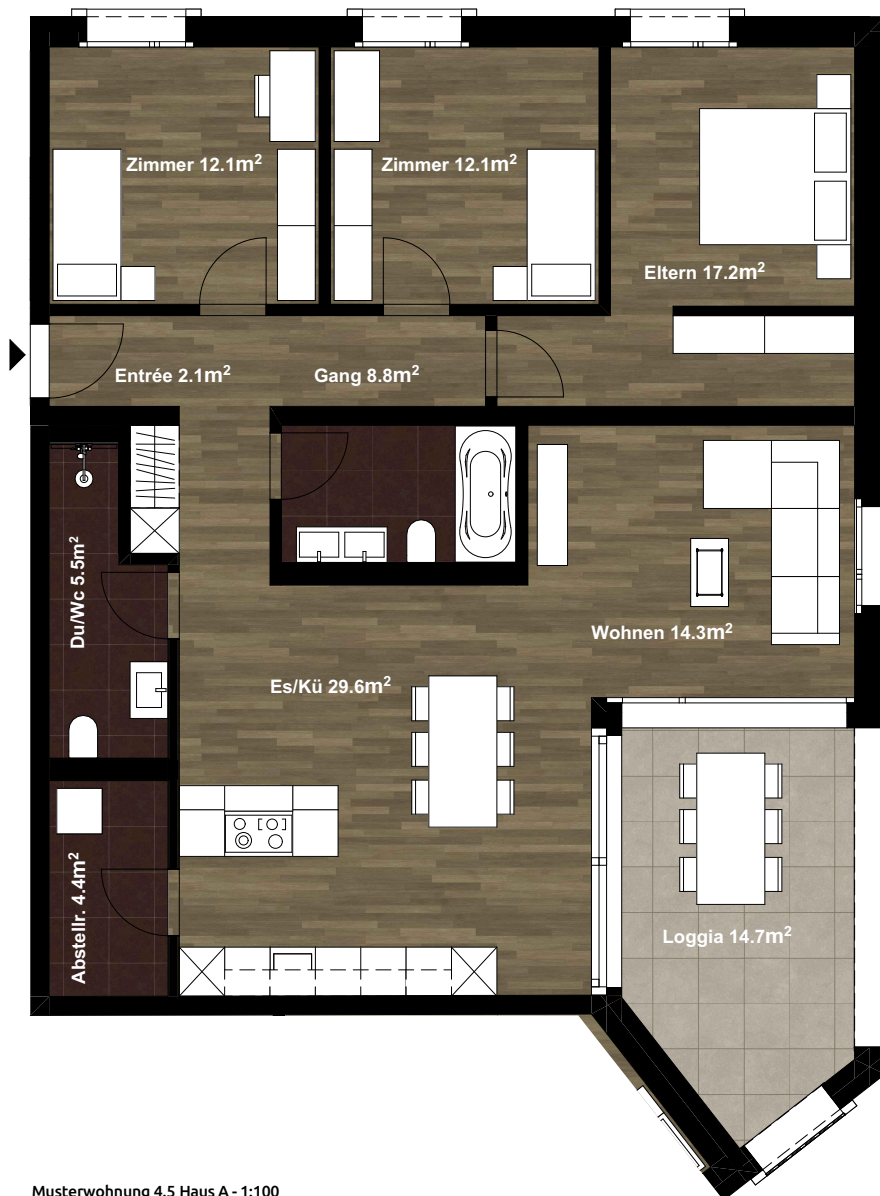 Zimmer 12.1m²
Zimmer 12.1m²
Eltern 17.2m²
Entrée 2.1m²
Gang 8.8m²
Du/Wc 5.5m²
Wohnen 14.3m²
Es/Kü 29.6m²
Abstellr. 4.4m²
Loggia 14.7m²
Musterwohnung 4.5 Haus A - 1:100